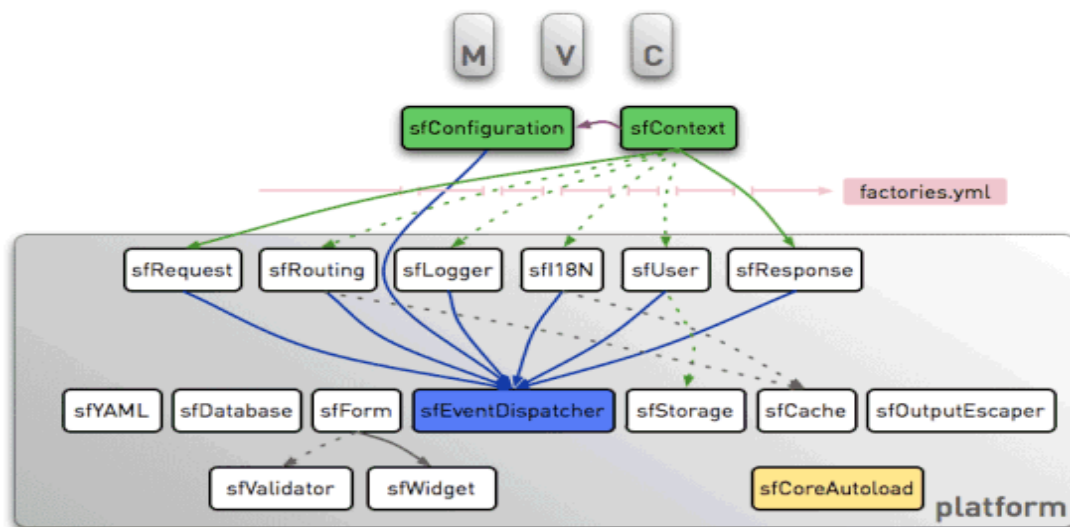 M V C
sfConfiguration sfContext
factories.yml
sfRequest sfRouting sfLogger sfI18N sfUser sfResponse
sfYAML sfDatabase sfForm sfEventDispatcher sfStorage sfCache sfOutputEscaper
sfValidator sfWidget sfCoreAutoload
platform